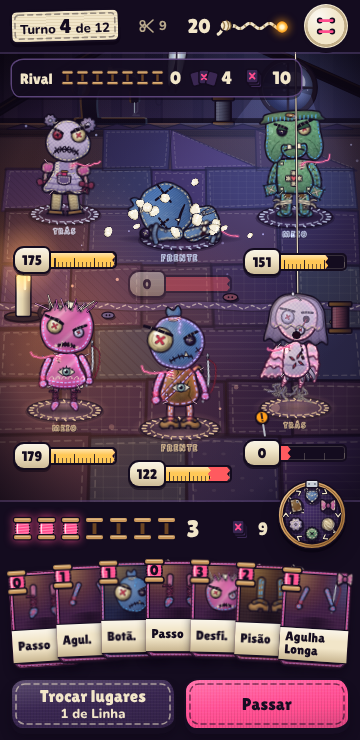 Turno 4 de 12
9
20
Rival
0
4
10
TRÁS
FRENTE
MEIO
175
151
0
MEIO
FRENTE
TRÁS
179
122
0
3
9
0
1
1
0
3
2
1
Passo
Agul.
Botã.
Passo
Desfi.
Pisão
Agulha
Longa
Trocar lugares
1 de Linha
Passar